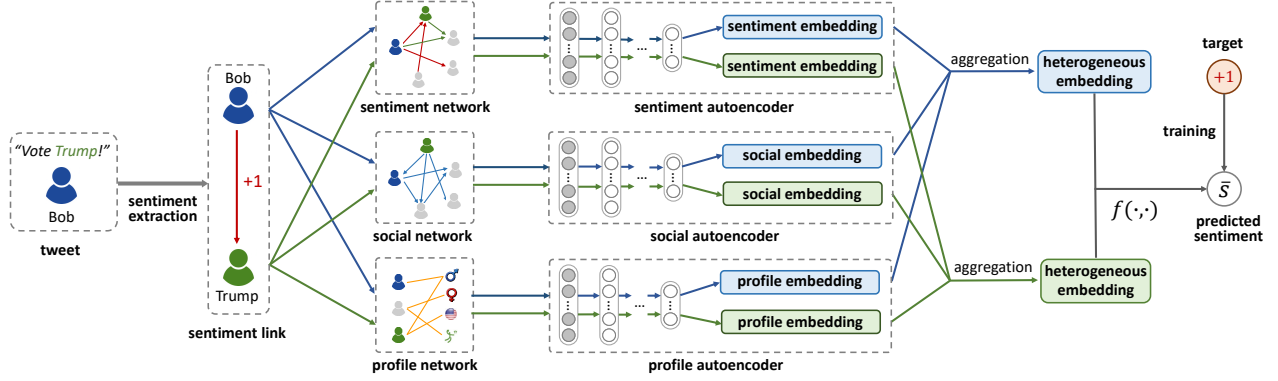 “Vote Trump!”
Bob
tweet
sentiment
extraction
Bob
+1
Trump
sentiment link
sentiment network
social network
profile network
...
sentiment embedding
sentiment embedding
sentiment autoencoder
...
social embedding
social embedding
social autoencoder
...
profile embedding
profile embedding
profile autoencoder
aggregation
aggregation
heterogeneous
embedding
heterogeneous
embedding
f(·,·)
target
+1
training
s̄
predicted
sentiment